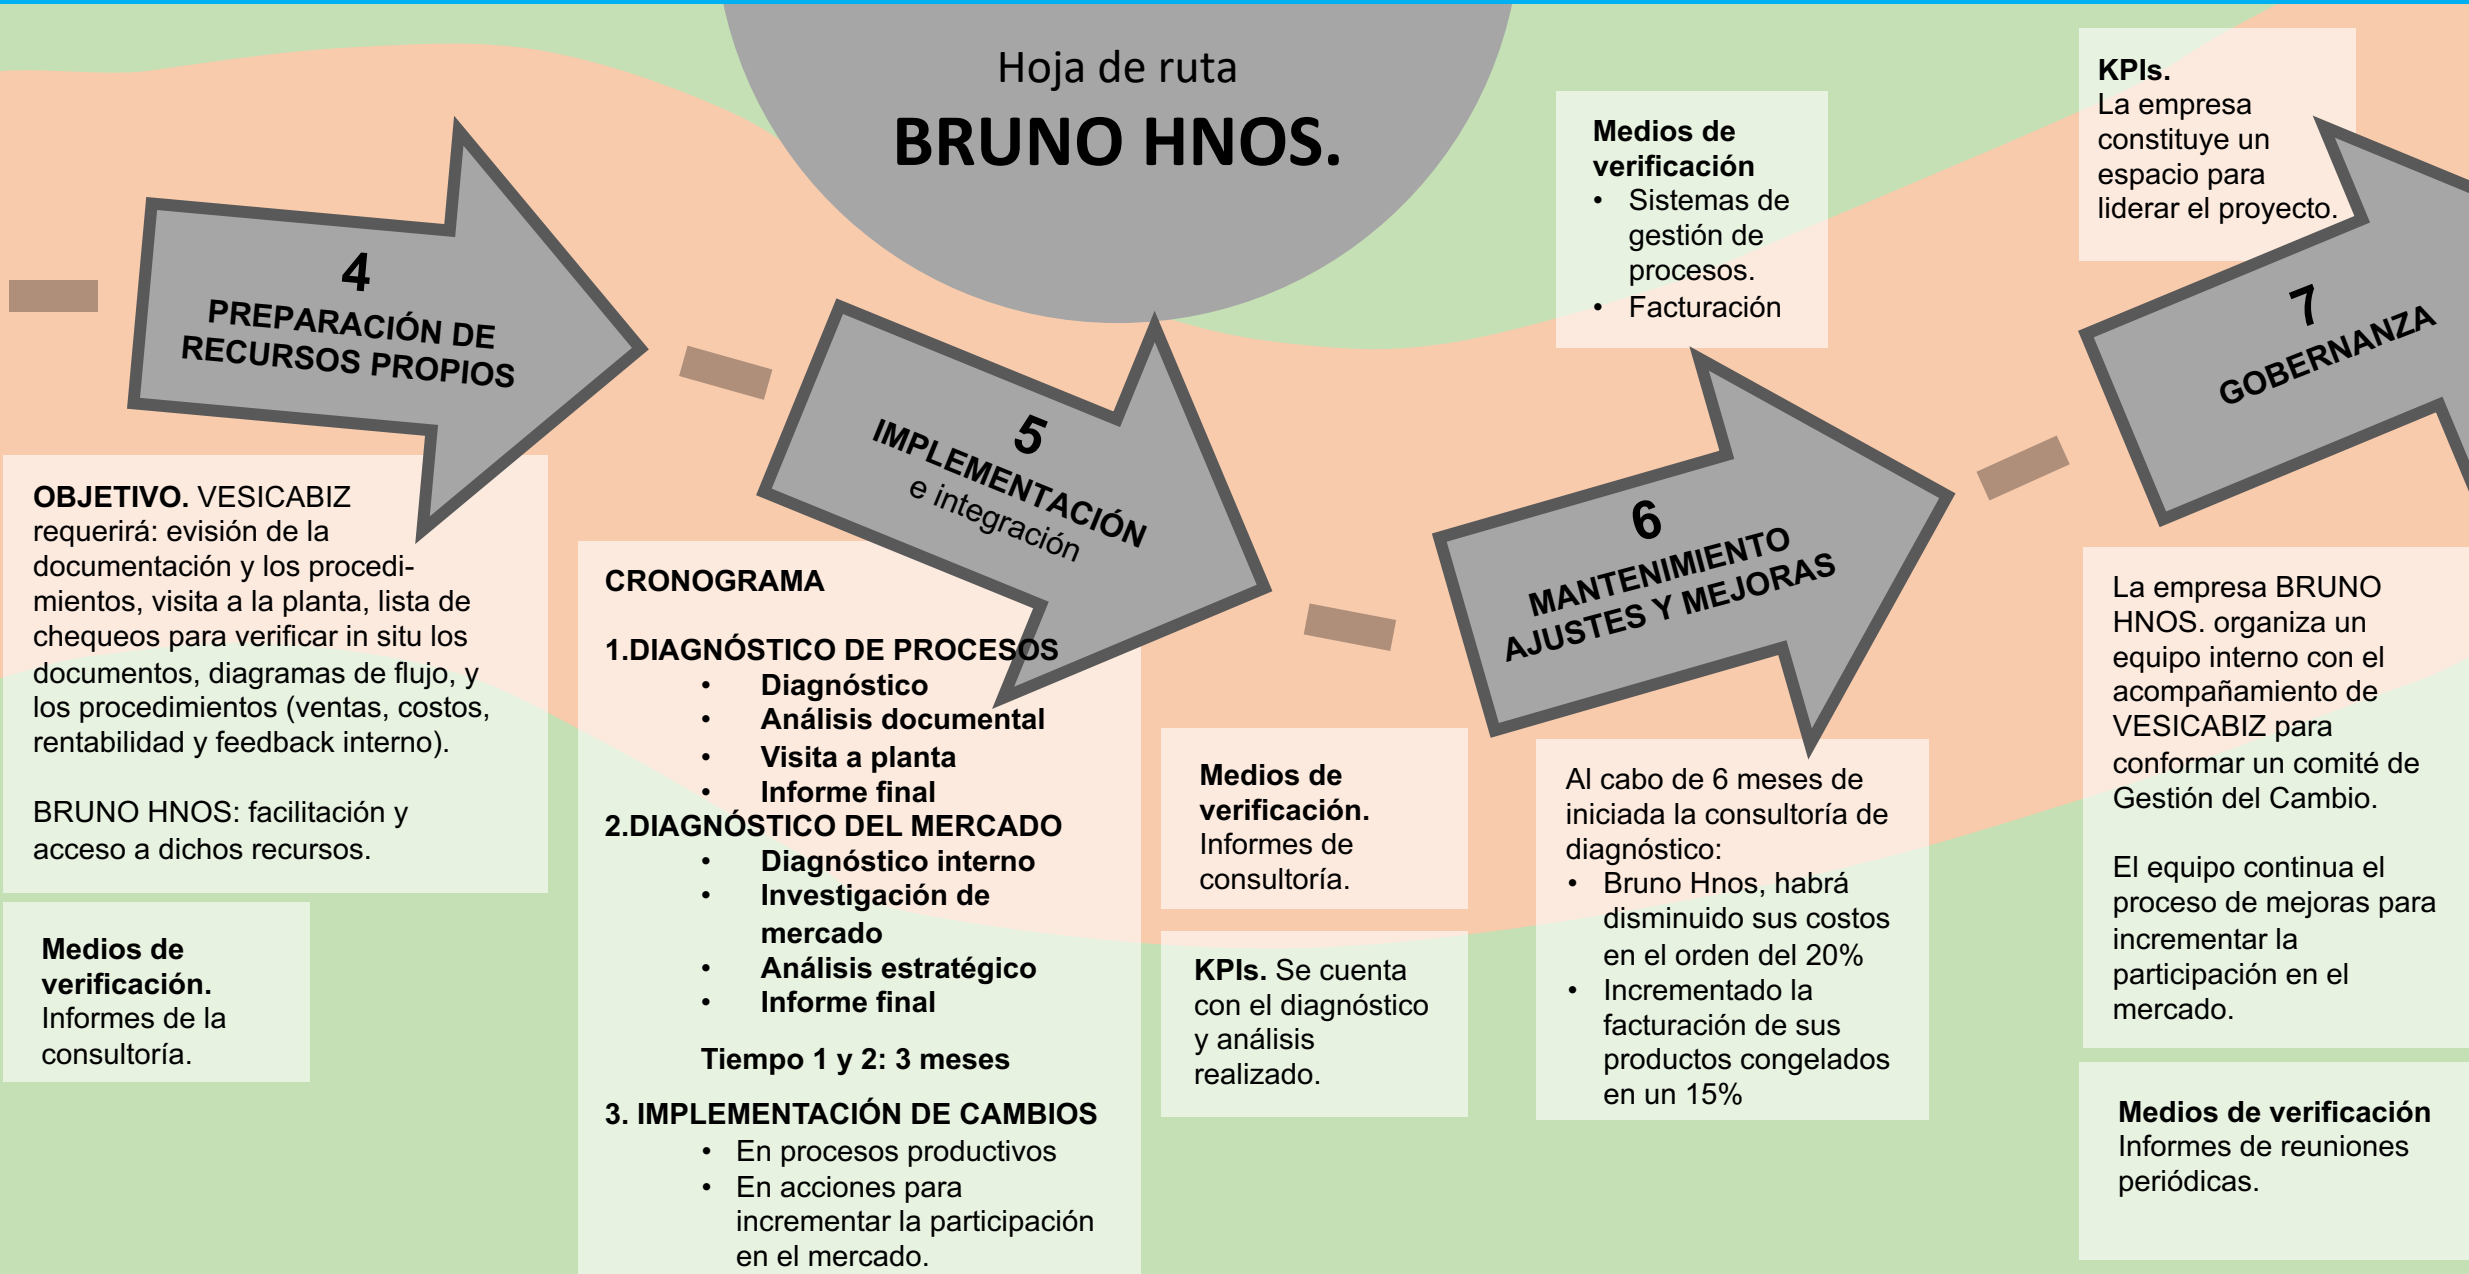 Hoja de ruta
BRUNO HNOS.
4
PREPARACIÓN DE
RECURSOS PROPIOS
OBJETIVO. VESICABIZ
requerirá: evisión de la
documentación y los procedi-
mientos, visita a la planta, lista de
chequeos para verificar in situ los
documentos, diagramas de flujo, y
los procedimientos (ventas, costos,
rentabilidad y feedback interno).
BRUNO HNOS: facilitación y
acceso a dichos recursos.
Medios de
verificación.
Informes de la
consultoría.
5
IMPLEMENTACIÓN
e integración
CRONOGRAMA
1.DIAGNÓSTICO DE PROCESOS
• Diagnóstico
• Análisis documental
• Visita a planta
• Informe final
2.DIAGNÓSTICO DEL MERCADO
• Diagnóstico interno
• Investigación de
mercado
• Análisis estratégico
• Informe final
Tiempo 1 y 2: 3 meses
3. IMPLEMENTACIÓN DE CAMBIOS
• En procesos productivos
• En acciones para
incrementar la participación
en el mercado.
Medios de
verificación.
Informes de
consultoría.
KPIs. Se cuenta
con el diagnóstico
y análisis
realizado.
Medios de
verificación
• Sistemas de
gestión de
procesos.
• Facturación
6
MANTENIMIENTO
AJUSTES Y MEJORAS
Al cabo de 6 meses de
iniciada la consultoría de
diagnóstico:
• Bruno Hnos, habrá
disminuido sus costos
en el orden del 20%
• Incrementado la
facturación de sus
productos congelados
en un 15%
KPIs.
La empresa
constituye un
espacio para
liderar el proyecto.
7
GOBERNANZA
La empresa BRUNO
HNOS. organiza un
equipo interno con el
acompañamiento de
VESICABIZ para
conformar un comité de
Gestión del Cambio.
El equipo continua el
proceso de mejoras para
incrementar la
participación en el
mercado.
Medios de verificación
Informes de reuniones
periódicas.